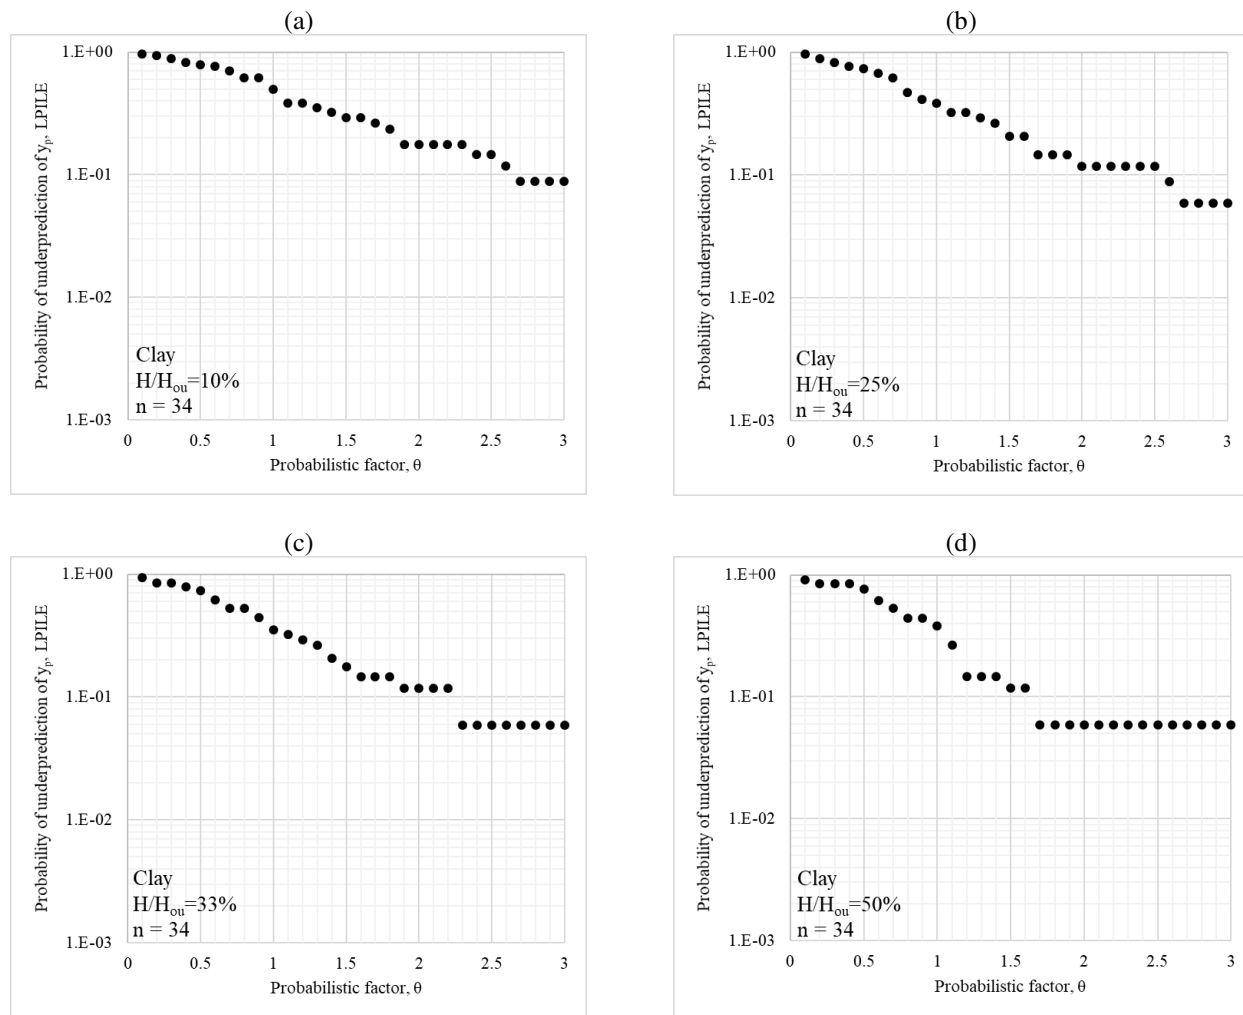 (a)
Probability of underprediction of yp, LPILE
1.E+00
1.E-01
1.E-02
1.E-03
Clay
H/Hou=10%
n = 34
0 0.5 1 1.5 2 2.5 3
Probabilistic factor, θ
(b)
Probability of underprediction of yp, LPILE
1.E+00
1.E-01
1.E-02
1.E-03
Clay
H/Hou=25%
n = 34
0 0.5 1 1.5 2 2.5 3
Probabilistic factor, θ
(c)
Probability of underprediction of yp, LPILE
1.E+00
1.E-01
1.E-02
1.E-03
Clay
H/Hou=33%
n = 34
0 0.5 1 1.5 2 2.5 3
Probabilistic factor, θ
(d)
Probability of underprediction of yp, LPILE
1.E+00
1.E-01
1.E-02
1.E-03
Clay
H/Hou=50%
n = 34
0 0.5 1 1.5 2 2.5 3
Probabilistic factor, θ